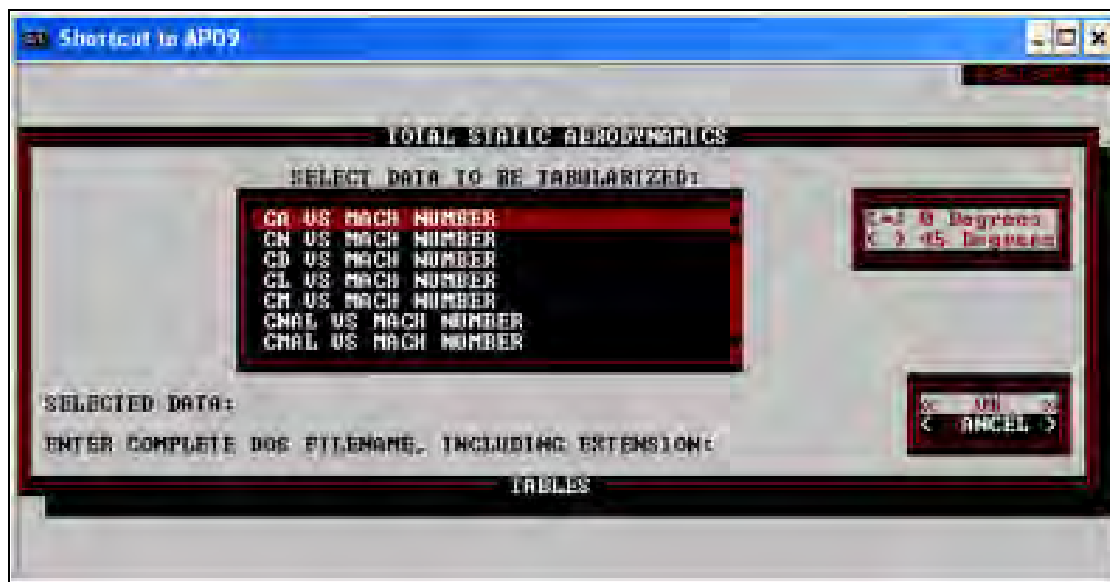 Shortcut to AP09
TOTAL STATIC AERODYNAMICS
SELECT DATA TO BE TABULARIZED:
CA VS MACH NUMBER
CN VS MACH NUMBER
CD VS MACH NUMBER
CL VS MACH NUMBER
CM VS MACH NUMBER
CNAL VS MACH NUMBER
CMAL VS MACH NUMBER
0 Degrees
45 Degrees
SELECTED DATA:
ENTER COMPLETE DOS FILENAME, INCLUDING EXTENSION:
< ANCEL >
TABLES